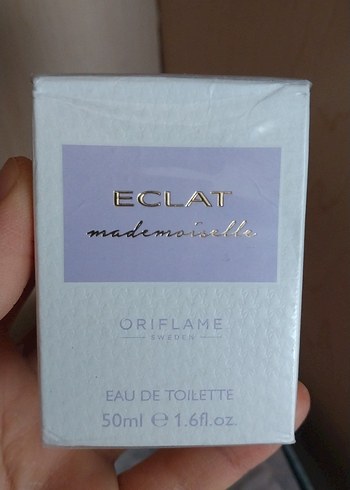 ECLAT
mademoiselle
ORIFLAME
SWEDEN
EAU DE TOILETTE
50ml ℮ 1.6fl.oz.